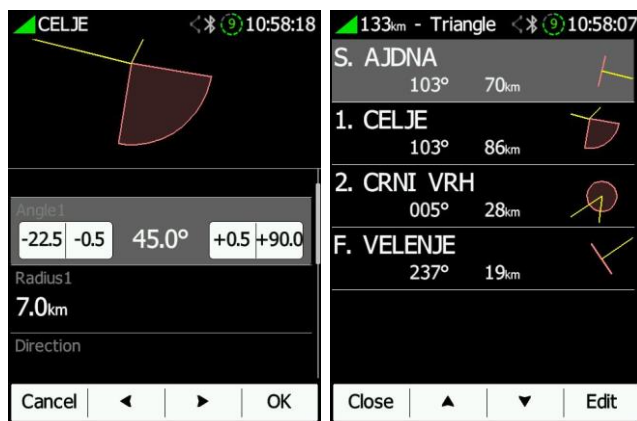 CELJE 9 10:58:18
Angle1
-22.5 -0.5 45.0° +0.5 +90.0
Radius1
7.0km
Direction
Cancel OK
133km - Triangle 9 10:58:07
S. AJDNA
103° 70km
1. CELJE
103° 86km
2. CRNI VRH
005° 28km
F. VELENJE
237° 19km
Close Edit